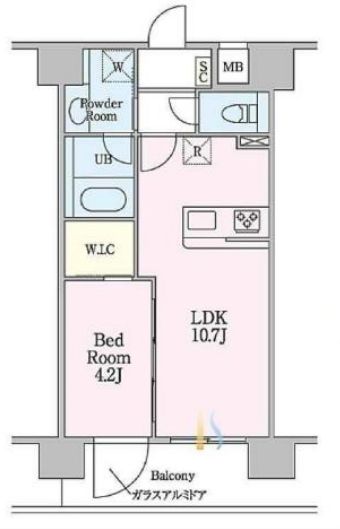 W
SC
MB
Powder
Room
UB
R
W.I.C
LDK
10.7J
Bed
Room
4.2J
Balcony
ガラスアルミドア